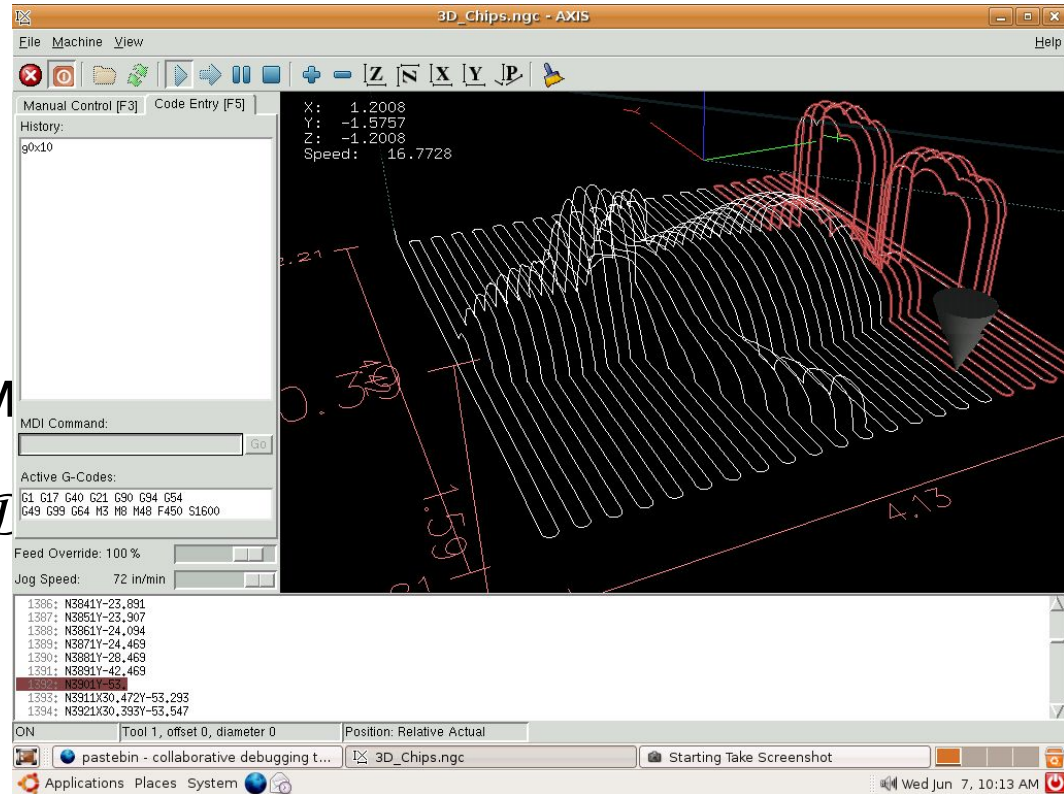 3D_Chips.ngc - AXIS
File Machine View Help
Z N X Y P
Manual Control [F3] Code Entry [F5]
History:
g0x10
X: 1.2008
Y: -1.5757
Z: -1.2008
Speed: 16.7728
0.39
1.59
4.13
M
MDI Command:
Go
Active G-Codes:
G1 G17 G40 G21 G90 G94 G54
G49 G99 G64 M3 M8 M48 F450 S1600
Feed Override: 100 %
Jog Speed: 72 in/min
1386: N3841Y-23.891
1387: N3851Y-23.907
1388: N3861Y-24.094
1389: N3871Y-24.469
1390: N3881Y-28.469
1391: N3891Y-42.469
1392: N3901Y-53.
1393: N3911X30.472Y-53.293
1394: N3921X30.393Y-53.547
ON Tool 1, offset 0, diameter 0 Position: Relative Actual
pastebin - collaborative debugging t... 3D_Chips.ngc Starting Take Screenshot
Applications Places System Wed Jun 7, 10:13 AM